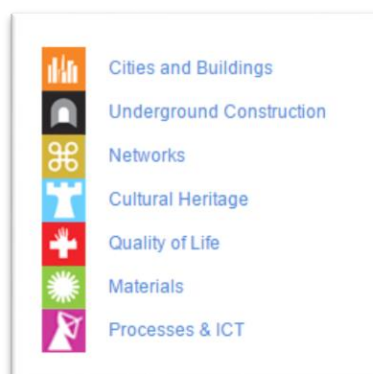 Cities and Buildings
Underground Construction
Networks
Cultural Heritage
Quality of Life
Materials
Processes & ICT